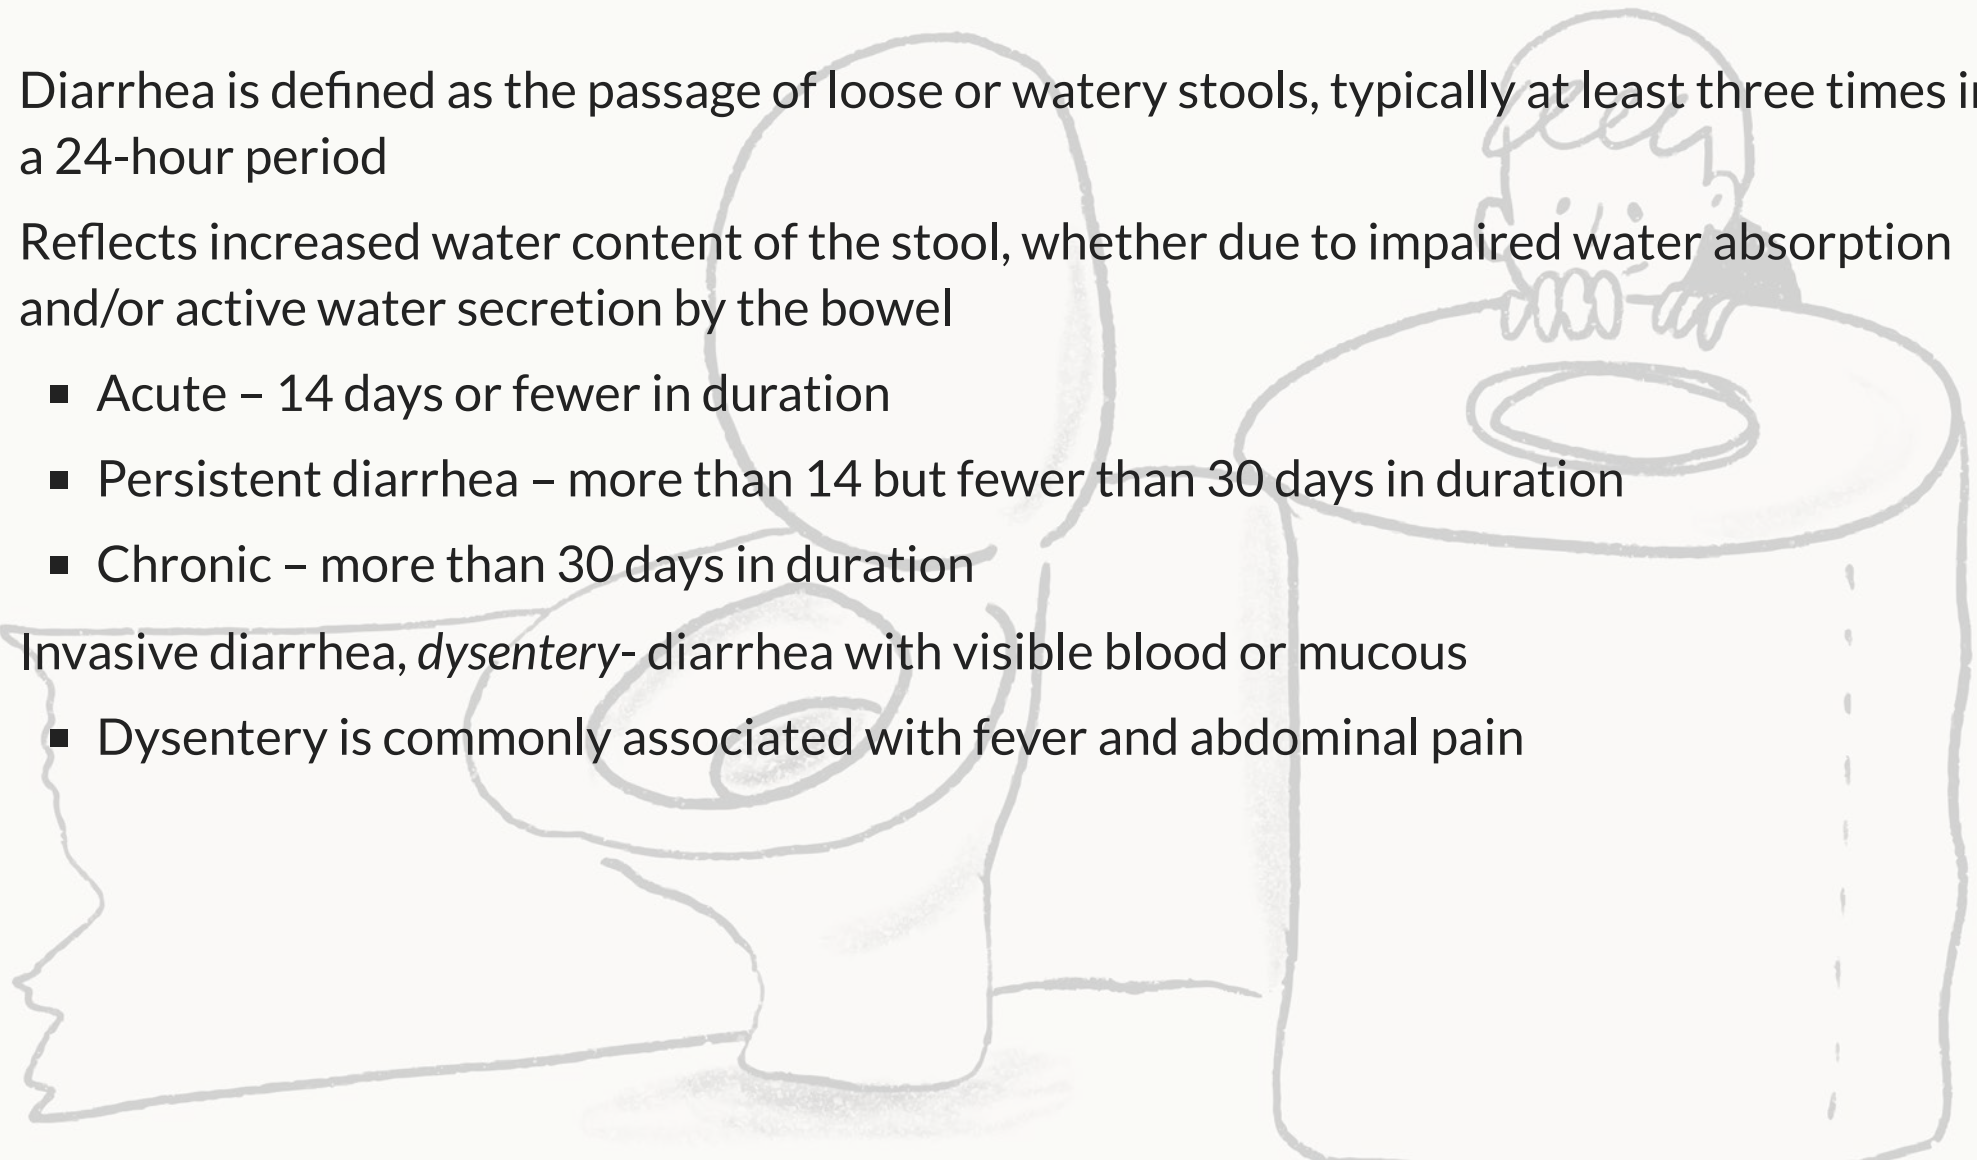 Diarrhea is defined as the passage of loose or watery stools, typically at least three times in
a 24-hour period
Reflects increased water content of the stool, whether due to impaired water absorption
and/or active water secretion by the bowel
▪ Acute – 14 days or fewer in duration
▪ Persistent diarrhea – more than 14 but fewer than 30 days in duration
▪ Chronic – more than 30 days in duration
Invasive diarrhea, dysentery- diarrhea with visible blood or mucous
▪ Dysentery is commonly associated with fever and abdominal pain